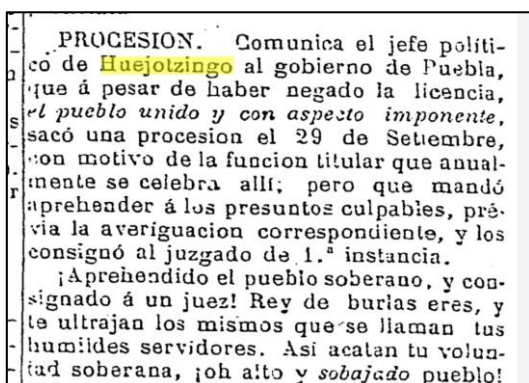 PROCESION. Comunica el jefe políti-
co de Huejotzingo al gobierno de Puebla,
que á pesar de haber negado la licencia,
el pueblo unido y con aspecto imponente,
sacó una procesion el 29 de Setiembre,
con motivo de la funcion titular que anual-
mente se celebra allí; pero que mandó
aprehender á los presuntos culpables, pré-
via la averiguacion correspondiente, y los
consignó al juzgado de 1.ª instancia.
¡Aprehendido el pueblo soberano, y con-
signado á un juez! Rey de burlas eres, y
te ultrajan los mismos que se llaman tus
humildes servidores. Así acatan tu volun-
tad soberana, ¡oh alto y sobajado pueblo!